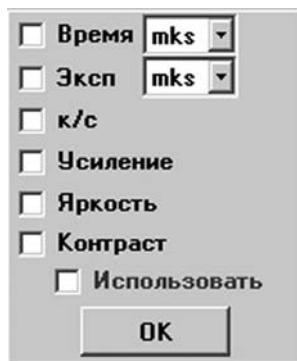 Время mks
Эксп mks
к/с
Усиление
Яркость
Контраст
Использовать
OK